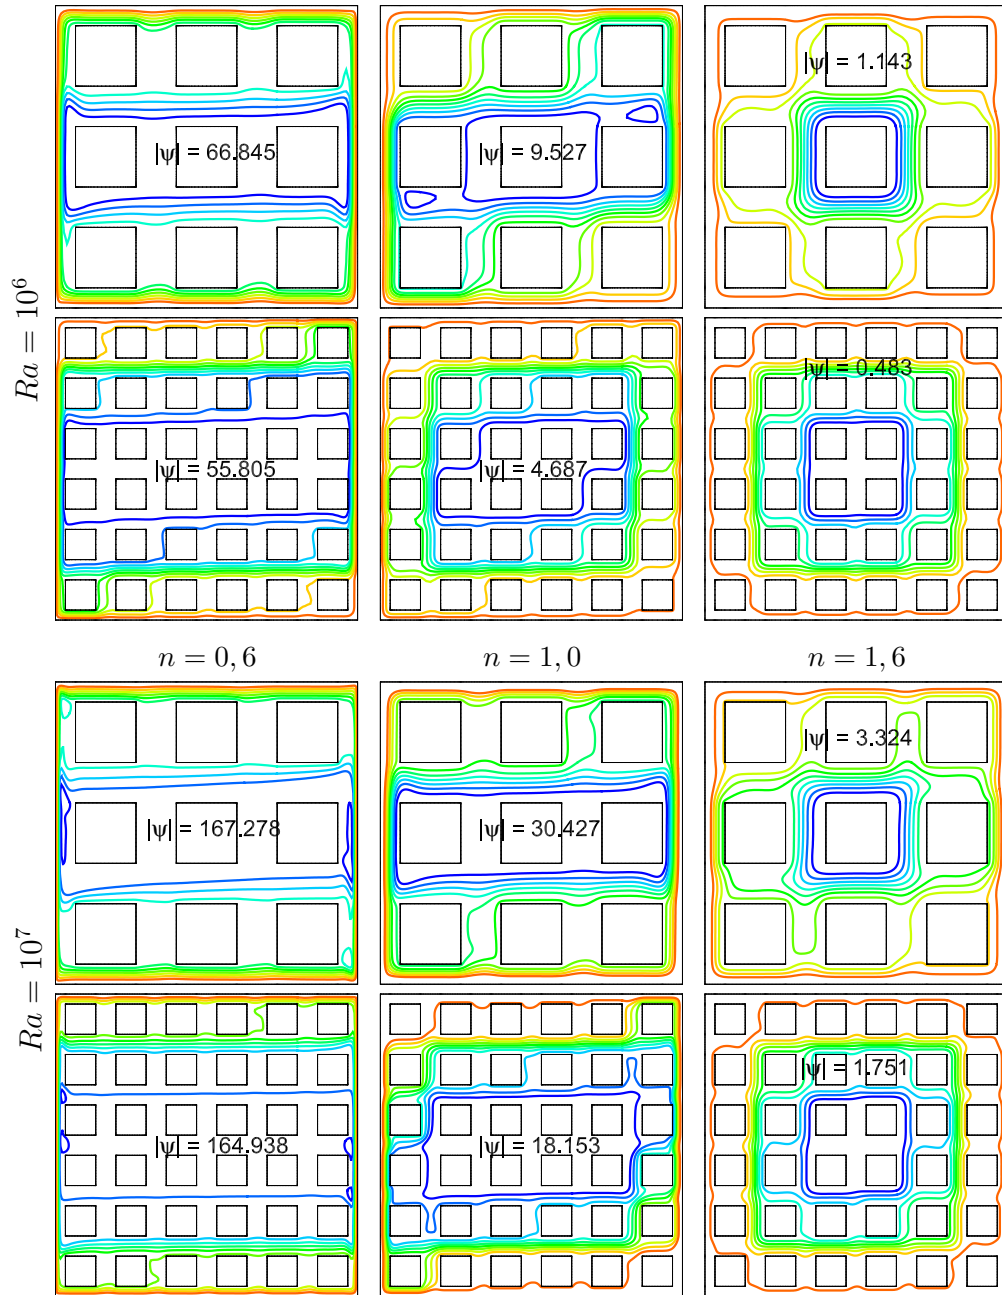 |ψ| = 66.845
|ψ| = 9.527
|ψ| = 1.143
Ra = 10^6
|ψ| = 55.805
|ψ| = 4.687
|ψ| = 0.483
n = 0,6
n = 1,0
n = 1,6
|ψ| = 167.278
|ψ| = 30.427
|ψ| = 3.324
Ra = 10^7
|ψ| = 164.938
|ψ| = 18.153
|ψ| = 1.751